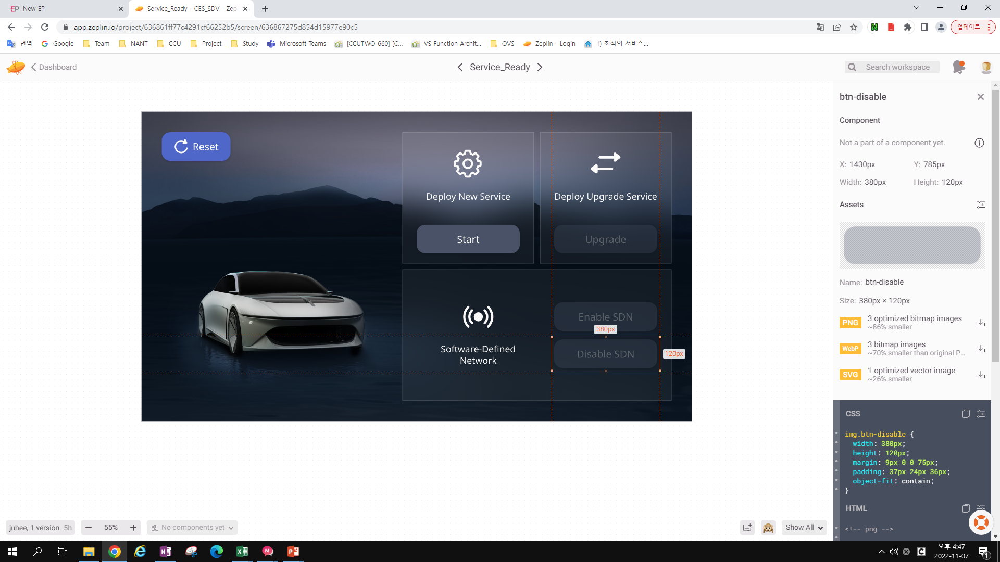 New EP
Service_Ready - CES_SDV - Zepl
app.zeplin.io/project/636861ff77c4291cf66252b5/screen/636867275d854d15977e90c5
업데이트
번역
Google
Team
NANT
CCU
Project
Study
Microsoft Teams
[CCUTWO-660] [C...
VS Function Archit...
OVS
Zeplin - Login
1) 최적의 서비스...
Dashboard
Service_Ready
Search workspace
Reset
Deploy New Service
Start
Deploy Upgrade Service
Upgrade
Software-Defined
Network
Enable SDN
380px
Disable SDN
120px
btn-disable
Component
Not a part of a component yet.
X: 1430px
Y: 785px
Width: 380px
Height: 120px
Assets
Name: btn-disable
Size: 380px × 120px
PNG
3 optimized bitmap images
~86% smaller
WebP
3 bitmap images
~70% smaller than original P...
SVG
1 optimized vector image
~26% smaller
CSS
img.btn-disable {
width: 380px;
height: 120px;
margin: 9px 0 0 75px;
padding: 37px 24px 36px;
object-fit: contain;
}
HTML
<!-- png -->
juhee, 1 version 5h
55%
No components yet
Show All
오후 4:47
2022-11-07
1